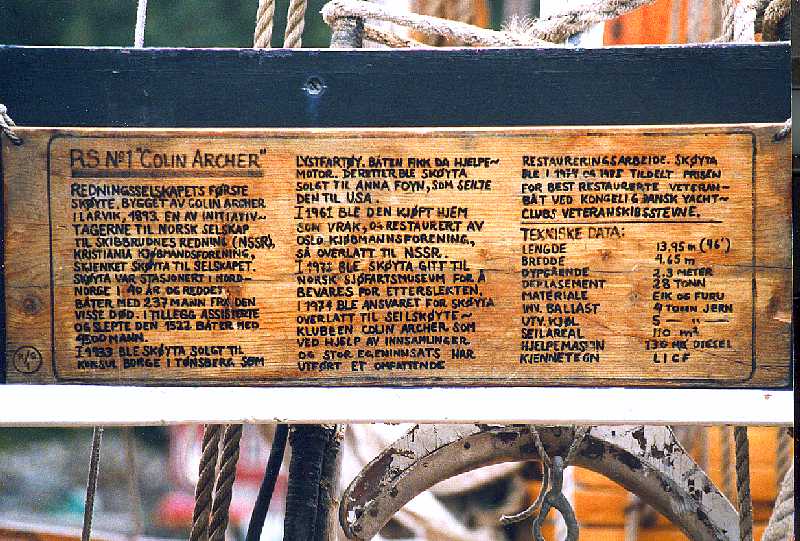 RS Nº1 "COLIN ARCHER"
REDNINGSSELSKAPETS FØRSTE
SKØYTE, BYGGET AV COLIN ARCHER
I LARVIK, 1893. EN AV INITIATIV~
TAGERNE TIL NORSK SELSKAP
TIL SKIBBRUDNES REDNING (NSSR),
KRISTIANIA KJØBMANDSFORENING,
SKJENKET SKØYTA TIL SELSKAPET.
SKØYTA VAR STASJONERT I NORD~
NORGE I 40 ÅR OG REDDET
BÅTER MED 237 MANN FRA DEN
VISSE DØD. I TILLEGG ASSISTERTE
OG SLEPTE DEN 1522 BÅTER MED
4500 MANN.
I 1933 BLE SKØYTA SOLGT TIL
KONSUL BORGE I TØNSBERG SOM
LYSTFARTØY. BÅTEN FIKK DA HJELPE~
MOTOR. DERETTER BLE SKØYTA
SOLGT TIL ANNA FOYN, SOM SEILTE
DEN TIL USA.
I 1961 BLE DEN KJØPT HJEM
SOM VRAK, OG RESTAURERT AV
OSLO KJØBMANNSFORENING,
SÅ OVERLATT TIL NSSR.
I 1972 BLE SKØYTA GITT TIL
NORSK SJØFARTSMUSEUM FOR Å
BEVARES FOR ETTERSLEKTEN.
I 1974 BLE ANSVARET FOR SKØYTA
OVERLATT TIL SEILSKØYTE~
KLUBBEN COLIN ARCHER SOM
VED HJELP AV INNSAMLINGER
OG STOR EGENINNSATS HAR
UTFØRT ET OMFATTENDE
RESTAURERINGSARBEIDE. SKØYTA
BLE I 1979 OG 1985 TILDELT PRISEN
FOR BEST RESTAURERTE VETERAN~
BÅT VED KONGELIG DANSK YACHT~
CLUBS VETERANSKIBSSTEVNE.
TEKNISKE DATA:
LENGDE 13,95 M (46')
BREDDE 4,65 M
DYPGÅENDE 2,3 METER
DEPLASEMENT 28 TONN
MATERIALE EIK OG FURU
INV. BALLAST 4 TONN JERN
UTV. KJØL 5 ~ ~
SEILAREAL 110 m²
HJELPEMASKIN 130 HK DIESEL
KJENNETEGN LICF